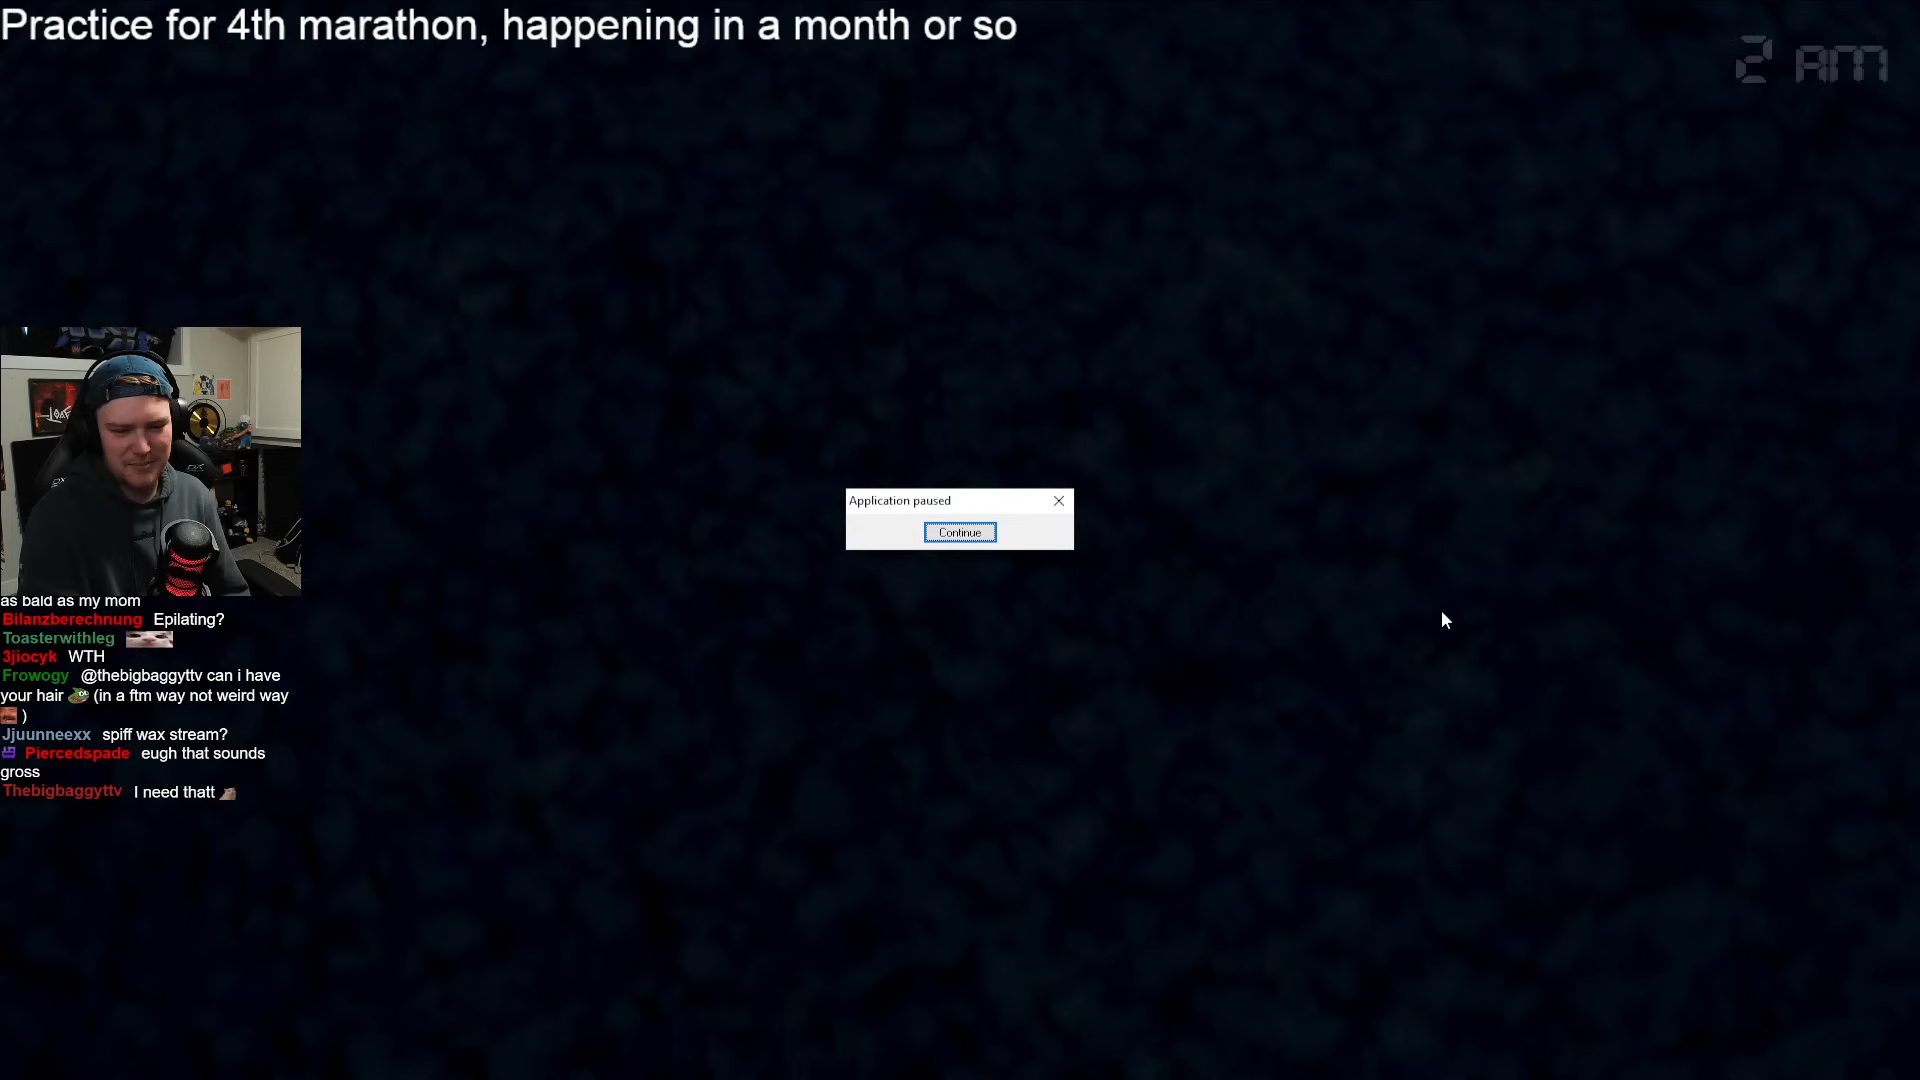 Practice for 4th marathon, happening in a month or so
2 AM
Application paused
Continue
as bald as my mom
Bilanzberechnung Epilating?
Toasterwithleg
3jiocyk WTH
Frowogy @thebigbaggyttv can i have
your hair (in a ftm way not weird way
)
Jjuunneexx spiff wax stream?
Piercedspade eugh that sounds
gross
Thebigbaggyttv I need thatt